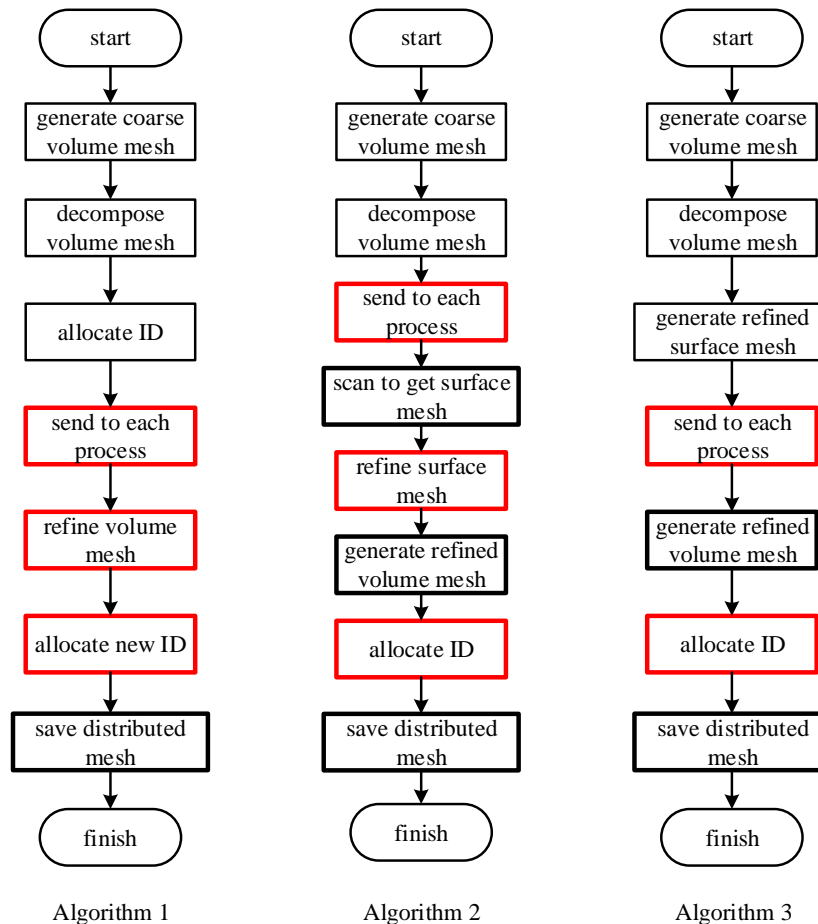 start
generate coarse
volume mesh
decompose
volume mesh
allocate ID
send to each
process
refine volume
mesh
allocate new ID
save distributed
mesh
finish
Algorithm 1
start
generate coarse
volume mesh
decompose
volume mesh
send to each
process
scan to get surface
mesh
refine surface
mesh
generate refined
volume mesh
allocate ID
save distributed
mesh
finish
Algorithm 2
start
generate coarse
volume mesh
decompose
volume mesh
generate refined
surface mesh
send to each
process
generate refined
volume mesh
allocate ID
save distributed
mesh
finish
Algorithm 3